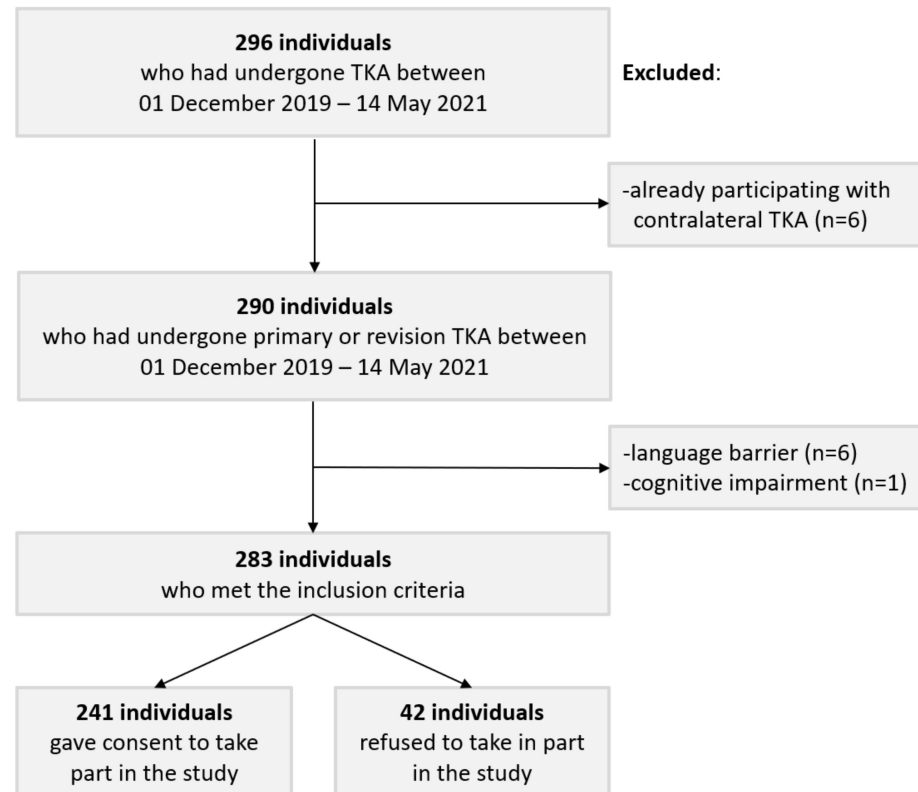 296 individuals
who had undergone TKA between
01 December 2019 – 14 May 2021
Excluded:
-already participating with
contralateral TKA (n=6)
290 individuals
who had undergone primary or revision TKA between
01 December 2019 – 14 May 2021
-language barrier (n=6)
-cognitive impairment (n=1)
283 individuals
who met the inclusion criteria
241 individuals
gave consent to take
part in the study
42 individuals
refused to take in part
in the study